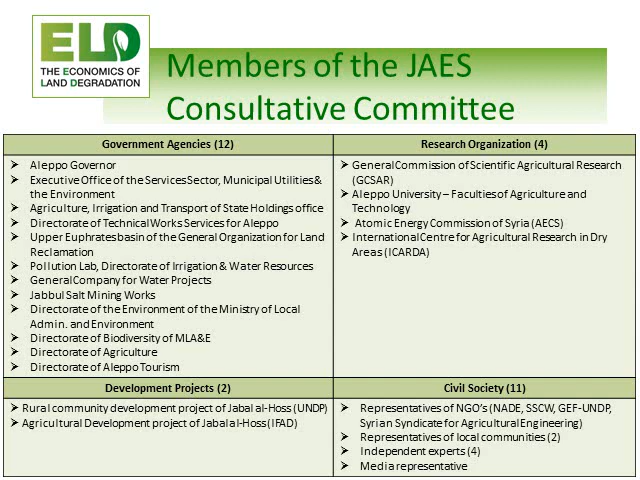 ELD
THE ECONOMICS OF
LAND DEGRADATION
Members of the JAES
Consultative Committee
Government Agencies (12)
➢ Aleppo Governor
➢ Executive Office of the Services Sector, Municipal Utilities &
the Environment
➢ Agriculture, Irrigation and Transport of State Holdings office
➢ Directorate of Technical Works Services for Aleppo
➢ Upper Euphrates basin of the General Organization for Land
Reclamation
➢ Pollution Lab, Directorate of Irrigation & Water Resources
➢ General Company for Water Projects
➢ Jabbul Salt Mining Works
➢ Directorate of the Environment of the Ministry of Local
Admin. and Environment
➢ Directorate of Biodiversity of MLA&E
➢ Directorate of Agriculture
➢ Directorate of Aleppo Tourism
Research Organization (4)
➢ General Commission of Scientific Agricultural Research
(GCSAR)
➢ Aleppo University – Faculties of Agriculture and
Technology
➢ Atomic Energy Commission of Syria (AECS)
➢ International Centre for Agricultural Research in Dry
Areas (ICARDA)
Development Projects (2)
➢ Rural community development project of Jabal al-Hoss (UNDP)
➢ Agricultural Development project of Jabal al-Hoss (IFAD)
Civil Society (11)
➢ Representatives of NGO's (NADE, SSCW, GEF-UNDP,
Syrian Syndicate for Agricultural Engineering)
➢ Representatives of local communities (2)
➢ Independent experts (4)
➢ Media representative